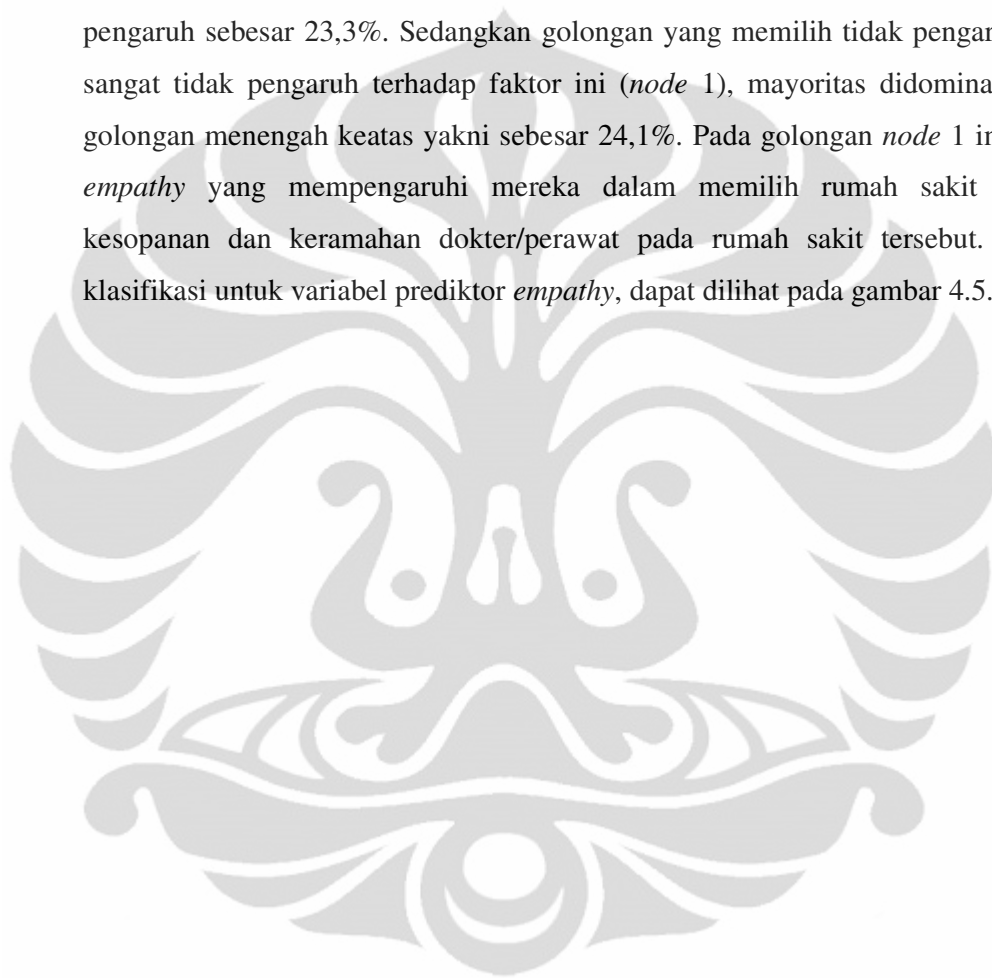 pengaruh sebesar 23,3%. Sedangkan golongan yang memilih tidak
sangat tidak pengaruh terhadap faktor ini (node 1), mayoritas
golongan menengah keatas yakni sebesar 24,1%. Pada golongan node 1
empathy yang mempengaruhi mereka dalam memilih rumah sakit
kesopanan dan keramahan dokter/perawat pada rumah sakit tersebut.
klasifikasi untuk variabel prediktor empathy, dapat dilihat pada gambar 4.5.